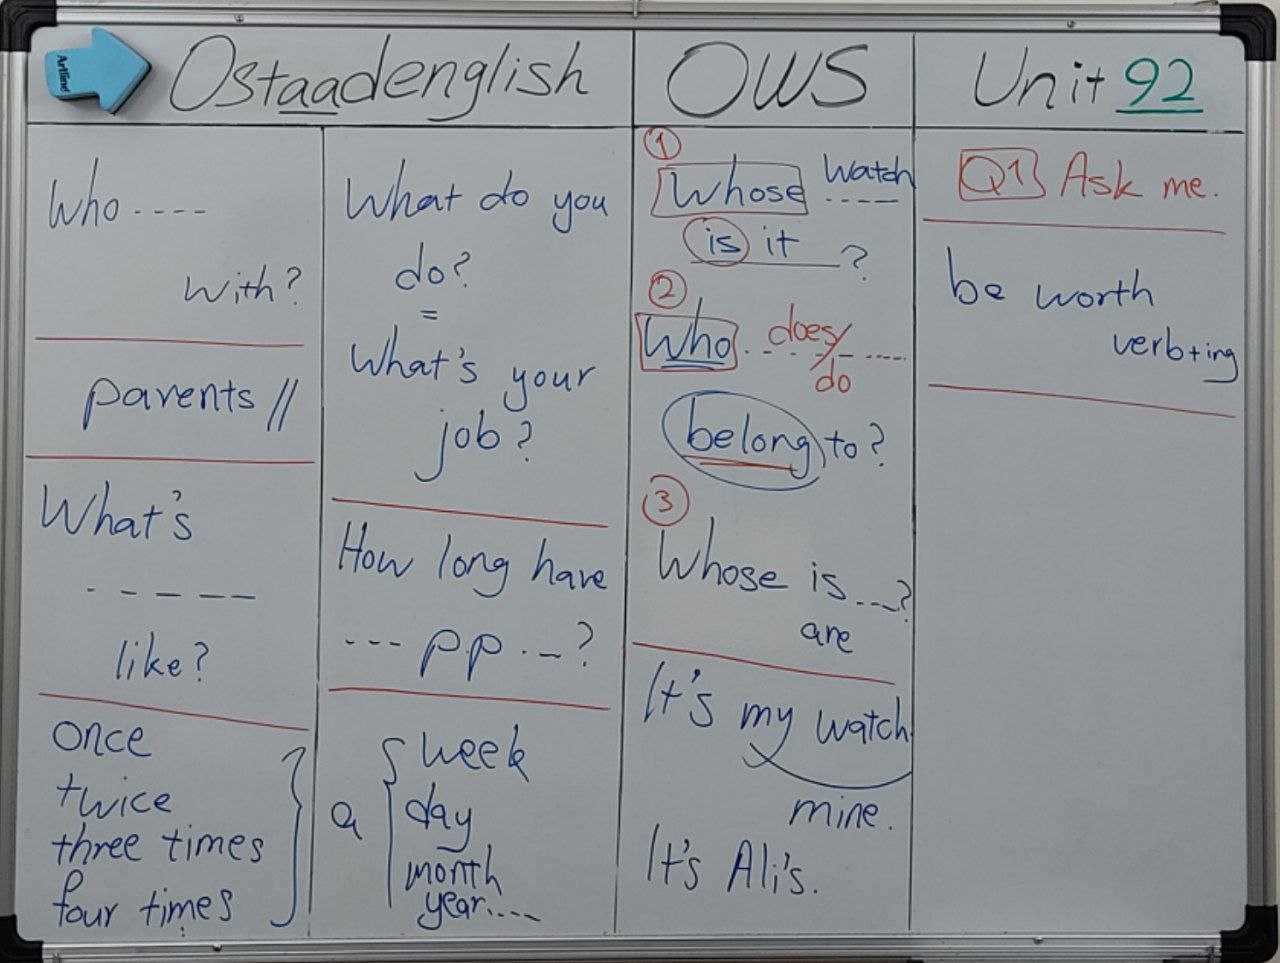 Artline
Ostaadenglish
OWS
Unit 92
Who ----
with?
parents //
What's
- - - - -
like?
once
twice
three times
four times
What do you
do?
=
What's your
job?
How long have
--- p.p. -- ?
a { week
day
month
year....
①
Whose watch -----
is it ?
②
Who ---- does/do ----
belong to?
③
Whose is ---?
are
It's my watch
mine.
It's Ali's.
Q1 Ask me.
be worth
verb+ing